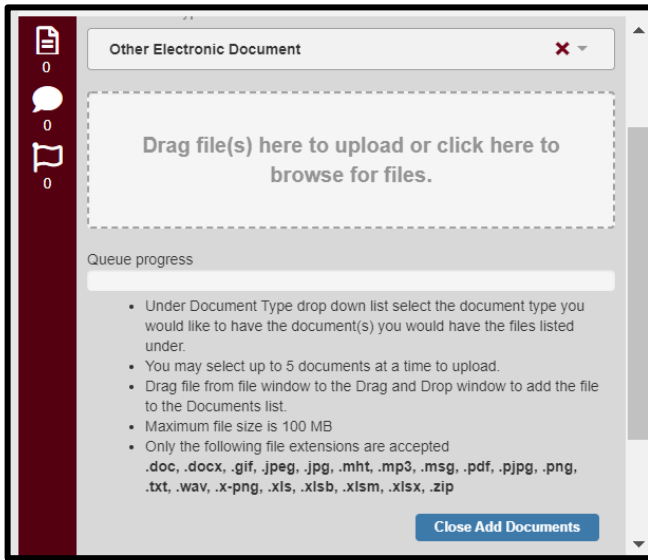 0
0
0
Other Electronic Document
Drag file(s) here to upload or click here to
browse for files.
Queue progress
Under Document Type drop down list select the document type you
would like to have the document(s) you would have the files listed
under.
You may select up to 5 documents at a time to upload.
Drag file from file window to the Drag and Drop window to add the file
to the Documents list.
Maximum file size is 100 MB
Only the following file extensions are accepted
.doc, .docx, .gif, .jpeg, .jpg, .mht, .mp3, .msg, .pdf, .pjpg, .png,
.txt, .wav, .x-png, .xls, .xlsb, .xlsm, .xlsx, .zip
Close Add Documents